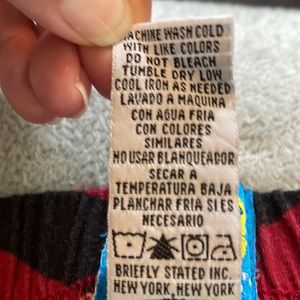 MACHINE WASH COLD
WITH LIKE COLORS
DO NOT BLEACH
TUMBLE DRY LOW
COOL IRON AS NEEDED
LAVADO A MAQUINA
CON AGUA FRIA
CON COLORES
SIMILARES
NO USAR BLANQUEADOR
SECAR A
TEMPERATURA BAJA
PLANCHAR FRIA SI ES
NECESARIO
BRIEFLY STATED INC.
NEW YORK, NEW YORK